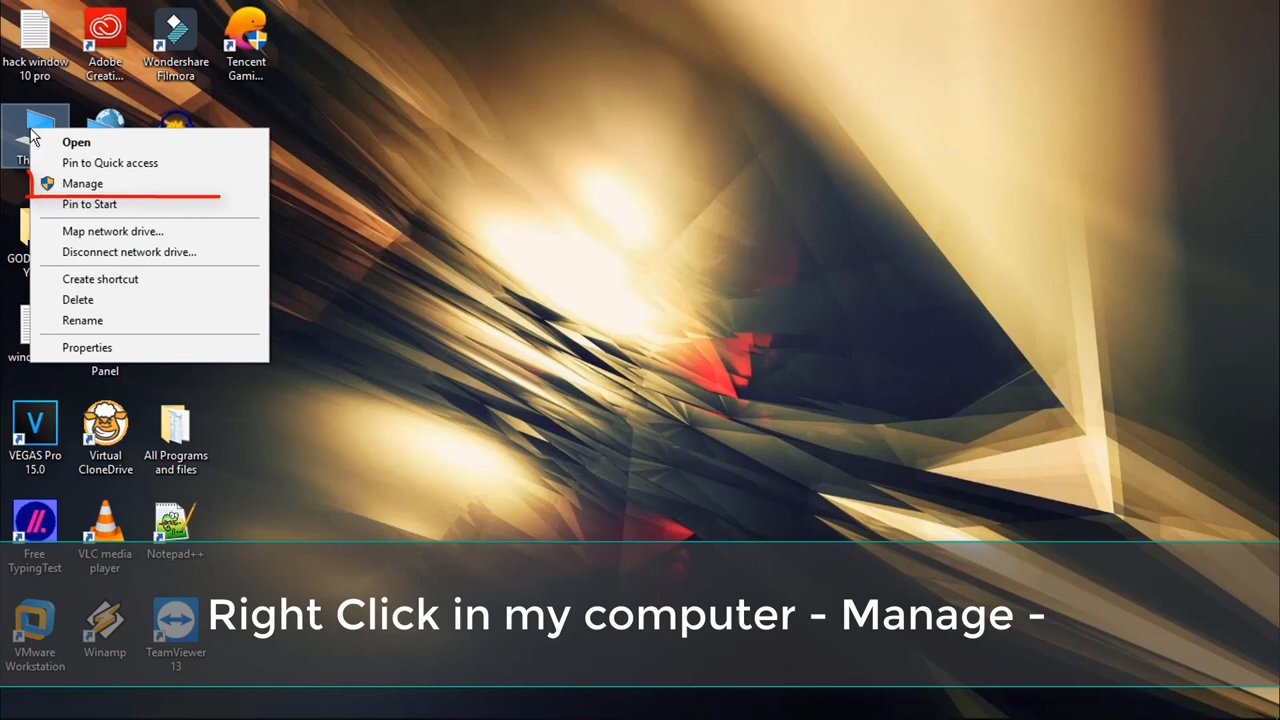 hack window
10 pro
Adobe
Creati...
Wondershare
Filmora
Tencent
Gami...
Th
Open
Pin to Quick access
Manage
Pin to Start
Map network drive...
Disconnect network drive...
Create shortcut
Delete
Rename
Properties
GOD
Y
wind
Panel
VEGAS Pro
15.0
Virtual
CloneDrive
All Programs
and files
Free
TypingTest
VLC media
player
Notepad++
Right Click in my computer - Manage -
VMware
Workstation
Winamp
TeamViewer
13